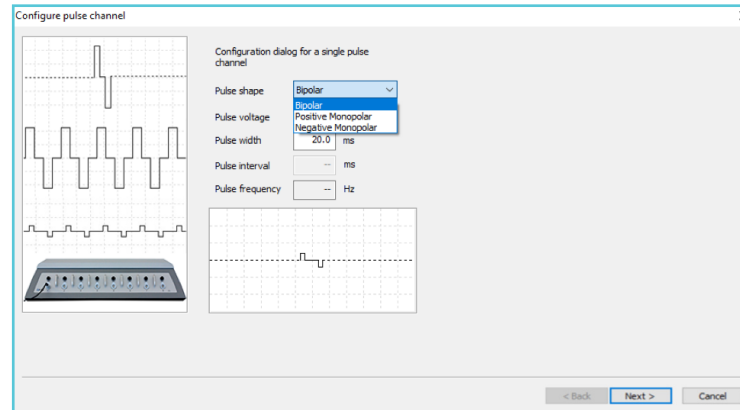 Configure pulse channel
Configuration dialog for a single pulse
channel
Pulse shape Bipolar
Bipolar
Pulse voltage Positive Monopolar
Negative Monopolar
Pulse width 20.0 ms
Pulse interval -- ms
Pulse frequency -- Hz
< Back Next > Cancel